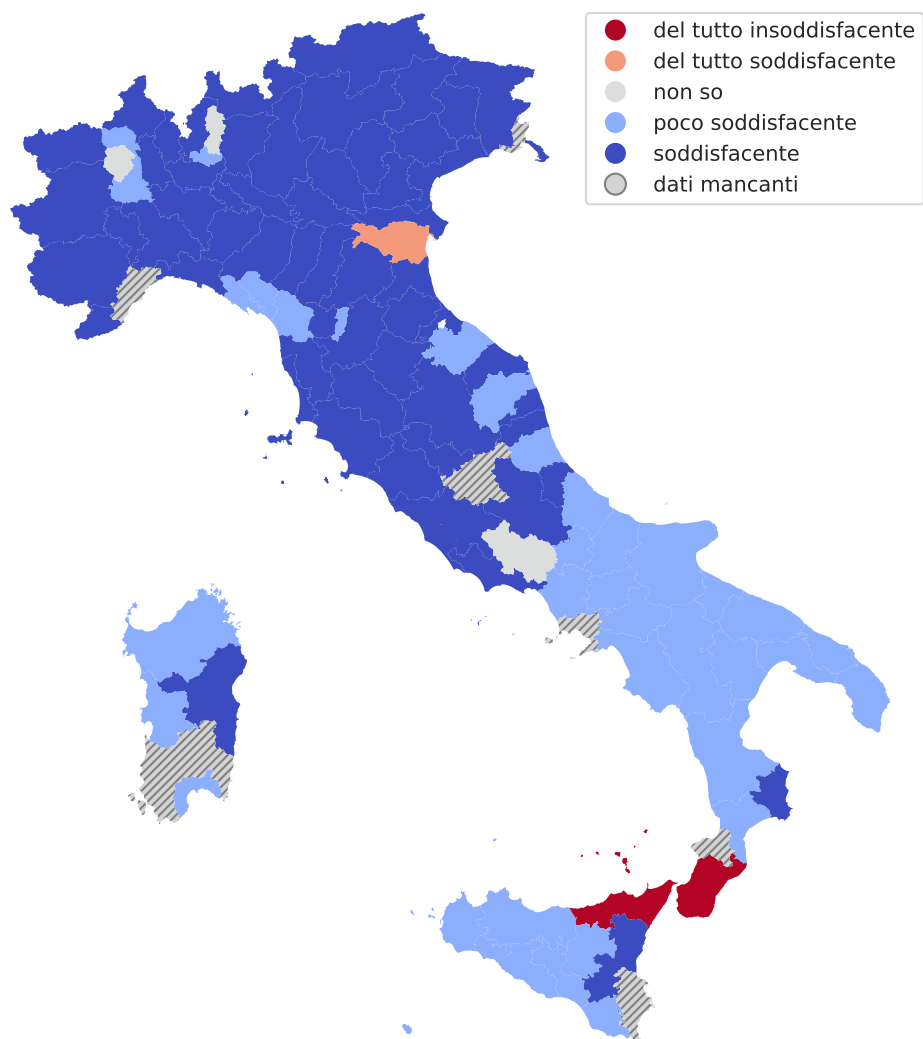 del tutto insoddisfacente
del tutto soddisfacente
non so
poco soddisfacente
soddisfacente
dati mancanti